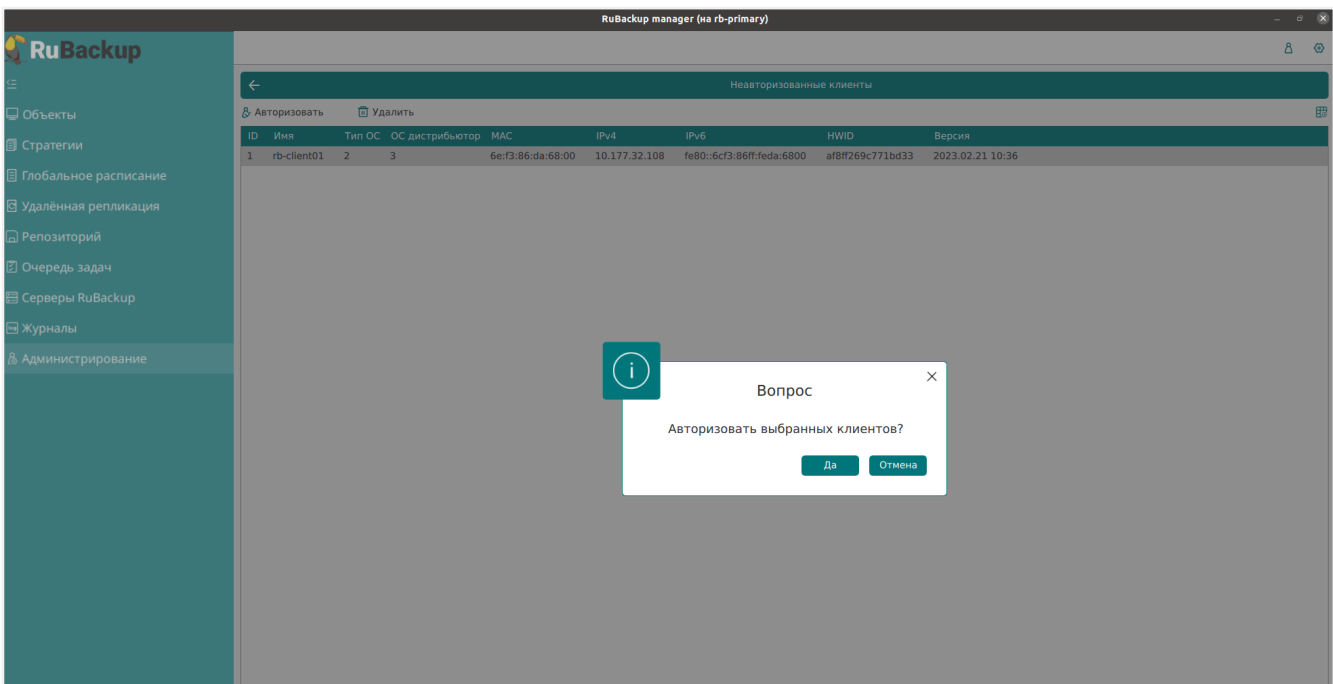 RuBackup manager (на rb-primary)
RuBackup
Неавторизованные клиенты
Объекты
Стратегии
Глобальное расписание
Удалённая репликация
Репозиторий
Очередь задач
Серверы RuBackup
Журналы
Администрирование
Авторизовать Удалить
ID Имя Тип ОС ОС дистрибьютор MAC IPv4 IPv6 HWID Версия
1 rb-client01 2 3 6e:f3:86:da:68:00 10.177.32.108 fe80::6cf3:86ff:feda:6800 af8ff269c771bd33 2023.02.21 10:36
Вопрос
Авторизовать выбранных клиентов?
Да Отмена